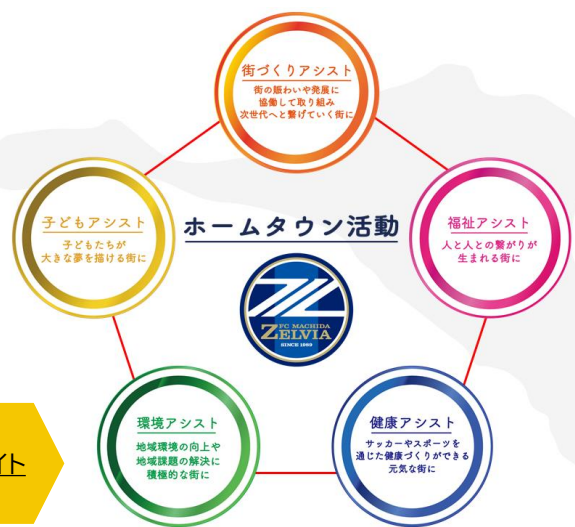 街づくりアシスト
街の賑わいや発展に
協働して取り組み
次世代へと繋げていく街に
子どもアシスト
子どもたちが
大きな夢を描ける街に
ホームタウン活動
福祉アシスト
人と人との繋がりが
生まれる街に
FC MACHIDA
ZELVIA
SINCE 1989
環境アシスト
地域環境の向上や
地域課題の解決に
積極的な街に
健康アシスト
サッカーやスポーツを
通じた健康づくりができる
元気な街に
イト